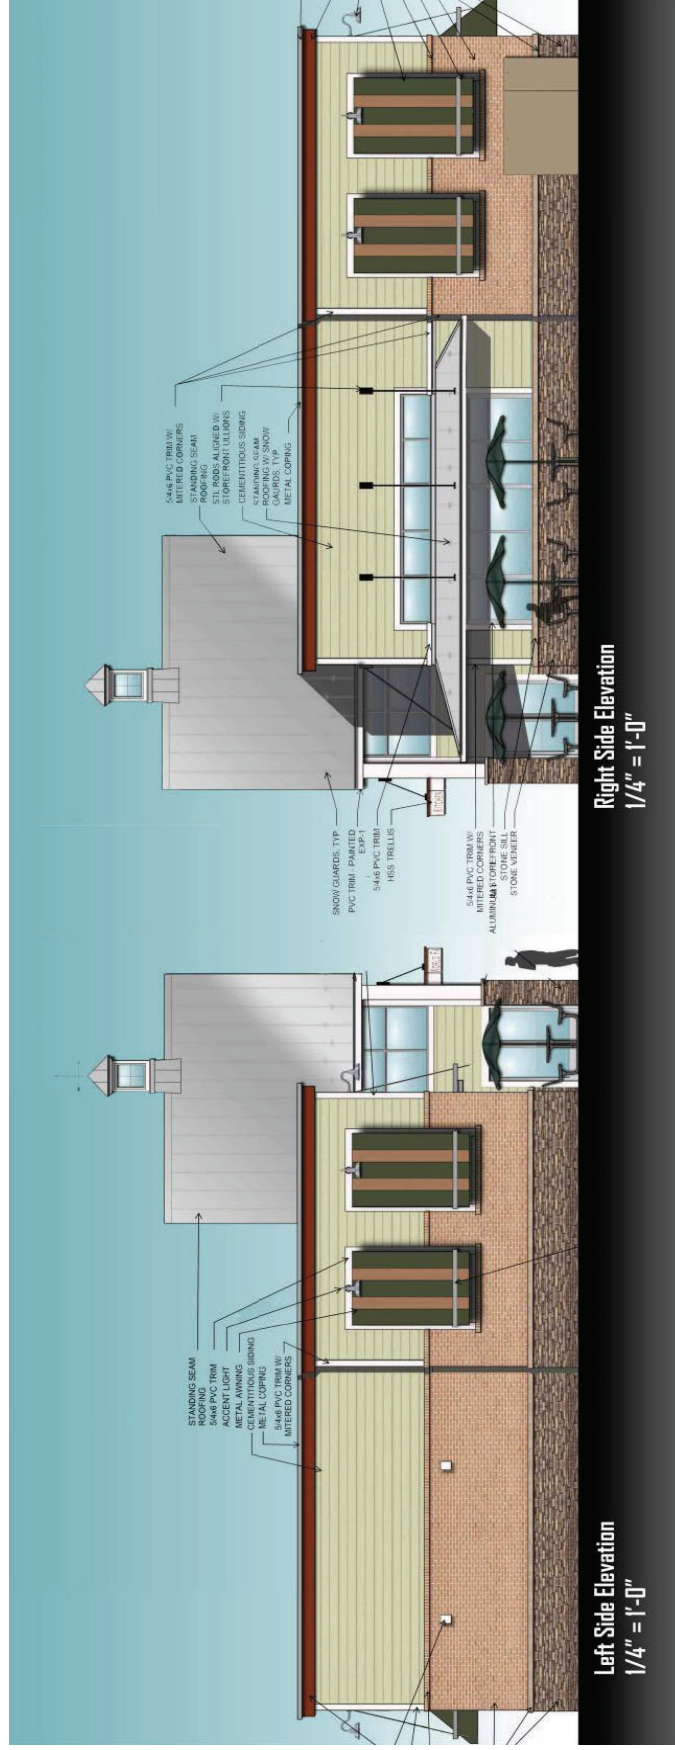 5/4x6 PVC TRIM W/
MITERED CORNERS
STANDING SEAM
ROOFING
STL RODS ALIGNED W/
STOREFRONT ULLIONS
CEMENTITIOUS SIDING
STANDING SEAM
ROOFING W/ SNOW
GAURDS, TYP
METAL COPING
SNOW GUARDS, TYP
PVC TRIM - PAINTED
EXP-1
5/4x6 PVC TRIM
HSS TRELLIS
KITCHEN
5/4x6 PVC TRIM W/
MITERED CORNERS
ALUMINUM STOREFRONT
STONE SILL
STONE VENEER
Right Side Elevation
1/4" = 1'-0"
STANDING SEAM
ROOFING
5/4x6 PVC TRIM
ACCENT LIGHT
METAL AWNING
CEMENTITIOUS SIDING
METAL COPING
5/4x6 PVC TRIM W/
MITERED CORNERS
Left Side Elevation
1/4" = 1'-0"